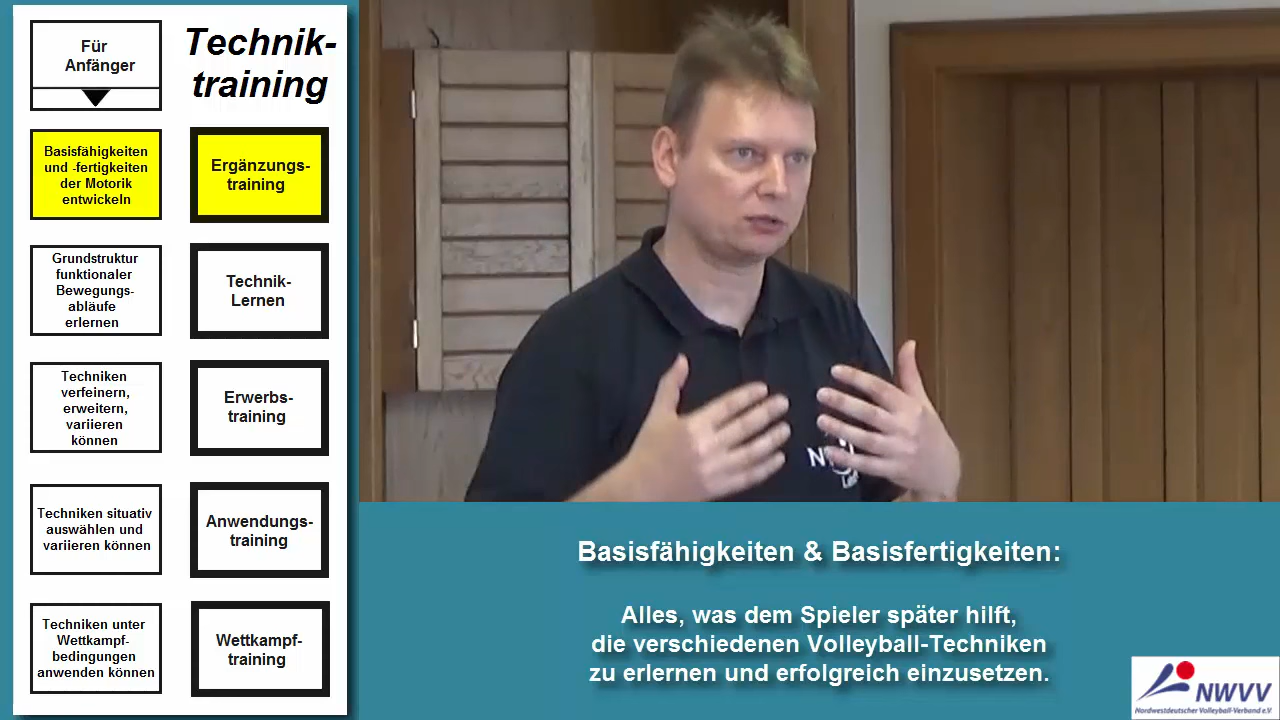 Für
Anfänger
Technik-
training
Basisfähigkeiten
und -fertigkeiten
der Motorik
entwickeln
Ergänzungs-
training
Grundstruktur
funktionaler
Bewegungs-
abläufe
erlernen
Technik-
Lernen
Techniken
verfeinern,
erweitern,
variieren
können
Erwerbs-
training
Techniken situativ
auswählen und
variieren können
Anwendungs-
training
Techniken unter
Wettkampf-
bedingungen
anwenden können
Wettkampf-
training
Basisfähigkeiten & Basisfertigkeiten:
Alles, was dem Spieler später hilft,
die verschiedenen Volleyball-Techniken
zu erlernen und erfolgreich einzusetzen.
NWVV
Nordwestdeutscher Volleyball-Verband e.V.